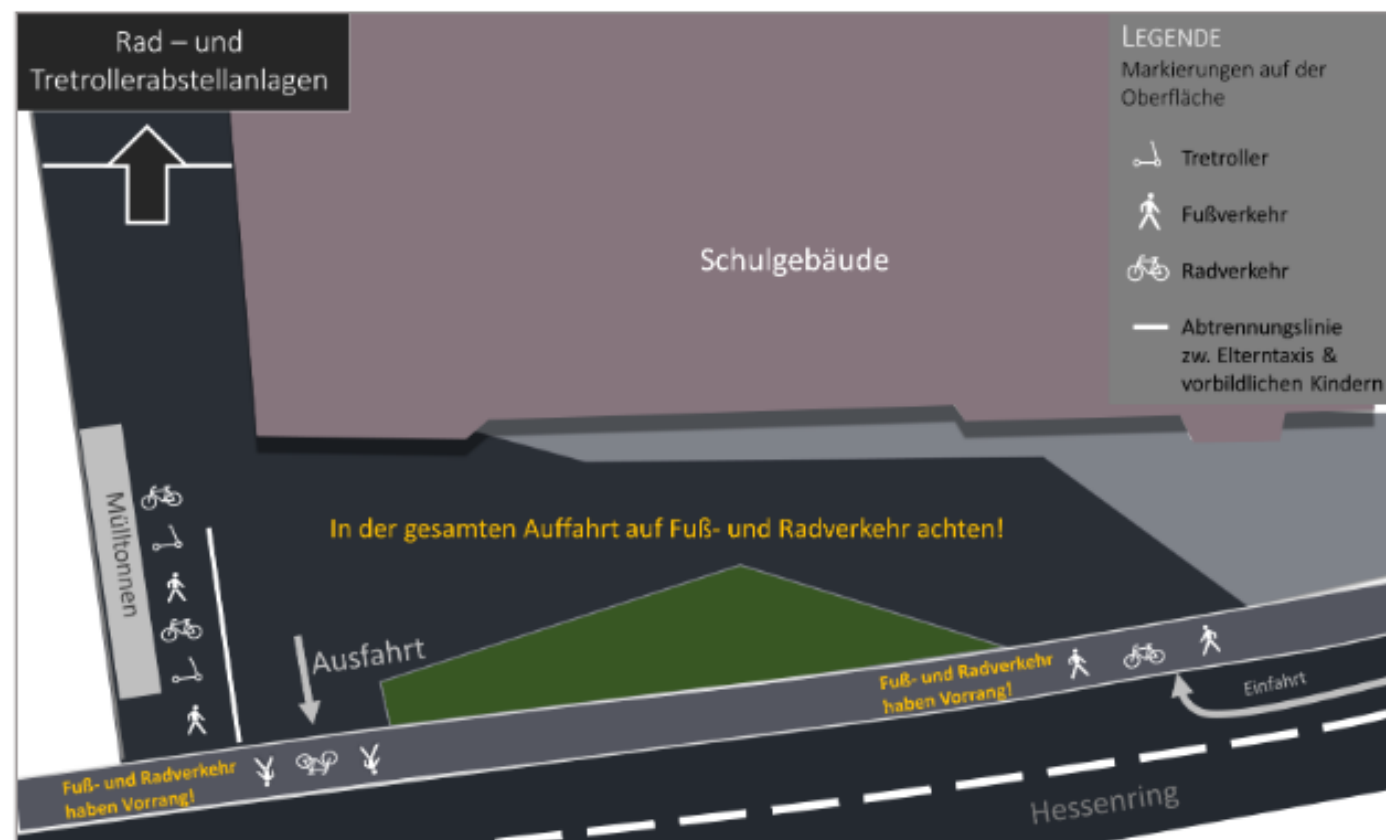 Rad – und
Tretrollerabstellanlagen
LEGENDE
Markierungen auf der
Oberfläche
Tretroller
Fußverkehr
Radverkehr
Abtrennungslinie
zw. Elterntaxis &
vorbildlichen Kindern
Schulgebäude
Mülltonnen
In der gesamten Auffahrt auf Fuß- und Radverkehr achten!
Ausfahrt
Fuß- und Radverkehr
haben Vorrang!
Einfahrt
Fuß- und Radverkehr
haben Vorrang!
Hessenring